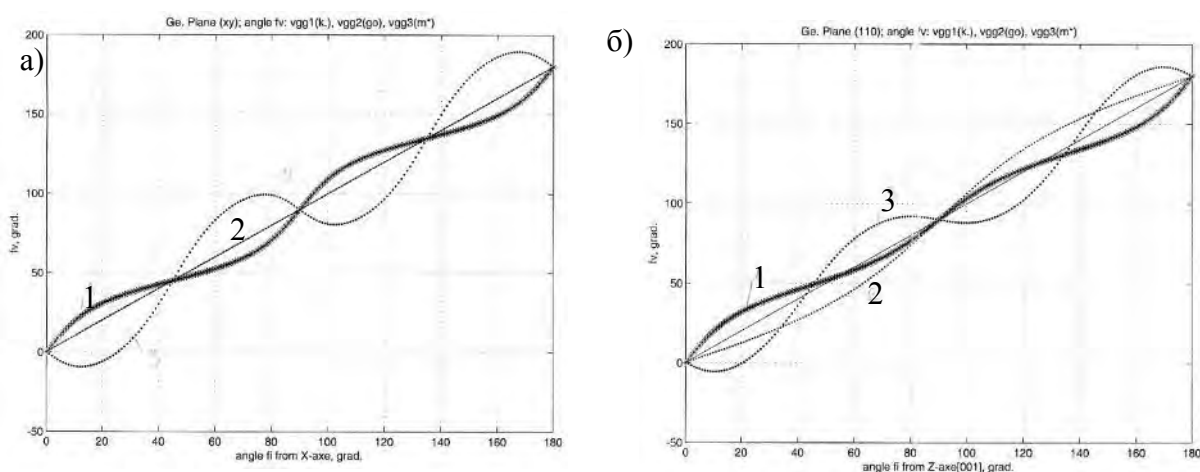 Ge. Plane (xy); angle fv: vgg1(k.), vgg2(go), vgg3(m*)
а)
200
150
100
50
0
-50
fv, grad.
1
2
3
0 20 40 60 80 100 120 140 160 180
angle fi from X-axe, grad.
Ge. Plane (110); angle fv: vgg1(k.), vgg2(go), vgg3(m*)
б)
200
150
100
50
0
-50
fv, grad.
3
1
2
0 20 40 60 80 100 120 140 160 180
angle fi from Z-axe[001], grad.